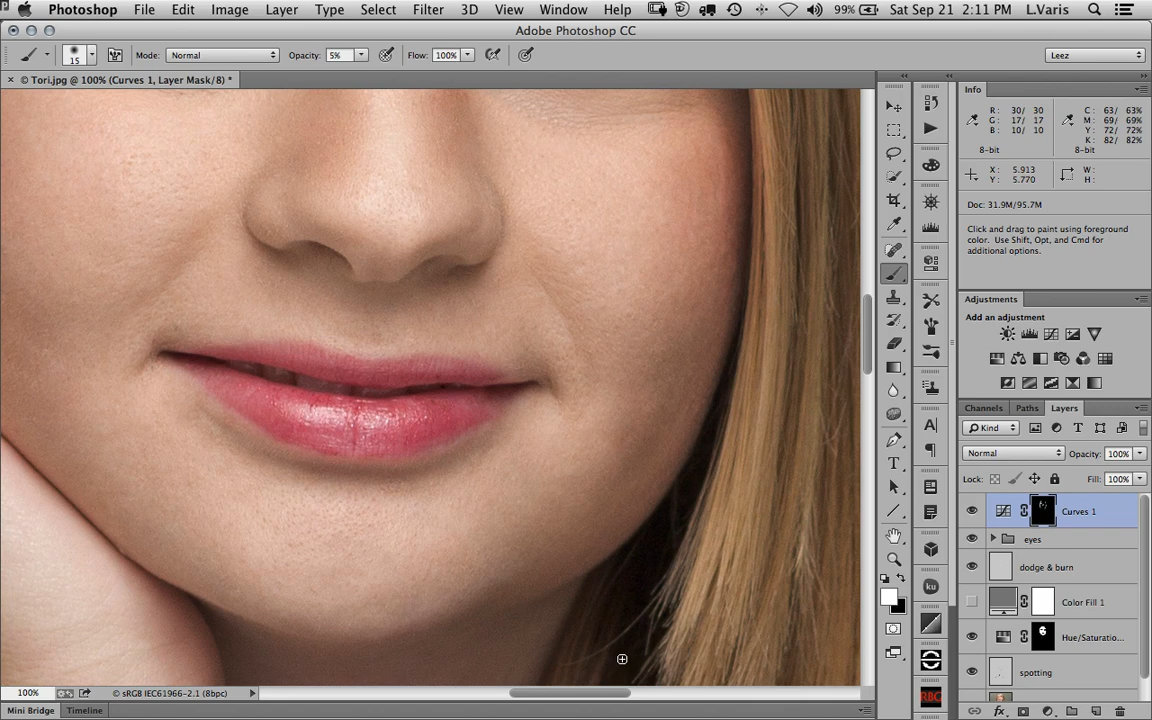 Photoshop File Edit Image Layer Type Select Filter 3D View Window Help 99% Sat Sep 21 2:11 PM L.Varis
Adobe Photoshop CC
15 Mode: Normal Opacity: 5% Flow: 100% Leez
× © Tori.jpg @ 100% (Curves 1, Layer Mask/8) *
Info
R: 30/ 30 C: 63/ 63%
G: 17/ 17 M: 69/ 69%
B: 10/ 10 Y: 72/ 72%
K: 82/ 82%
8-bit 8-bit
X: 5.913 W:
Y: 5.770 H:
Doc: 31.9M/95.7M
Click and drag to paint using foreground
color. Use Shift, Opt, and Cmd for
additional options.
Adjustments
Add an adjustment
Channels Paths Layers
Kind
Normal Opacity: 100%
Lock: Fill: 100%
Curves 1
eyes
dodge & burn
Color Fill 1
Hue/Saturatio...
spotting
ku
RBG
100% © sRGB IEC61966-2.1 (8bpc)
Mini Bridge Timeline